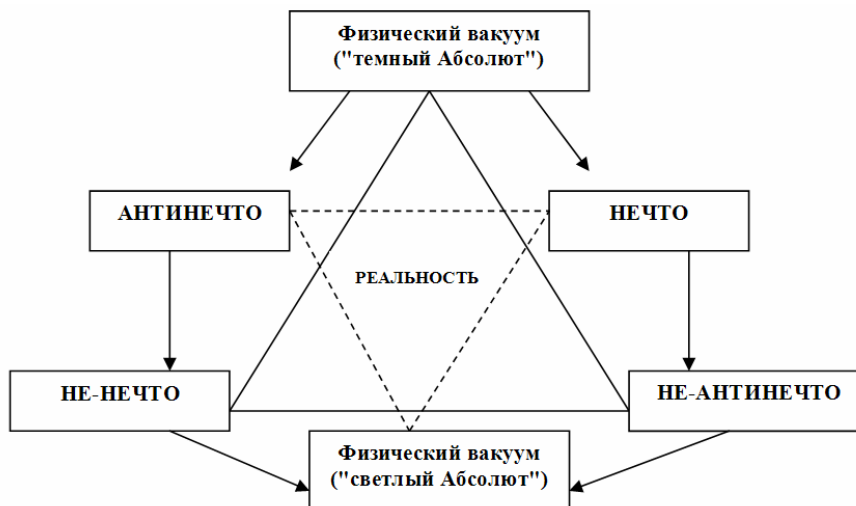 Физический вакуум
("темный Абсолют")
АНТИНЕЧТО
НЕЧТО
РЕАЛЬНОСТЬ
НЕ-НЕЧТО
НЕ-АНТИНЕЧТО
Физический вакуум
("светлый Абсолют")